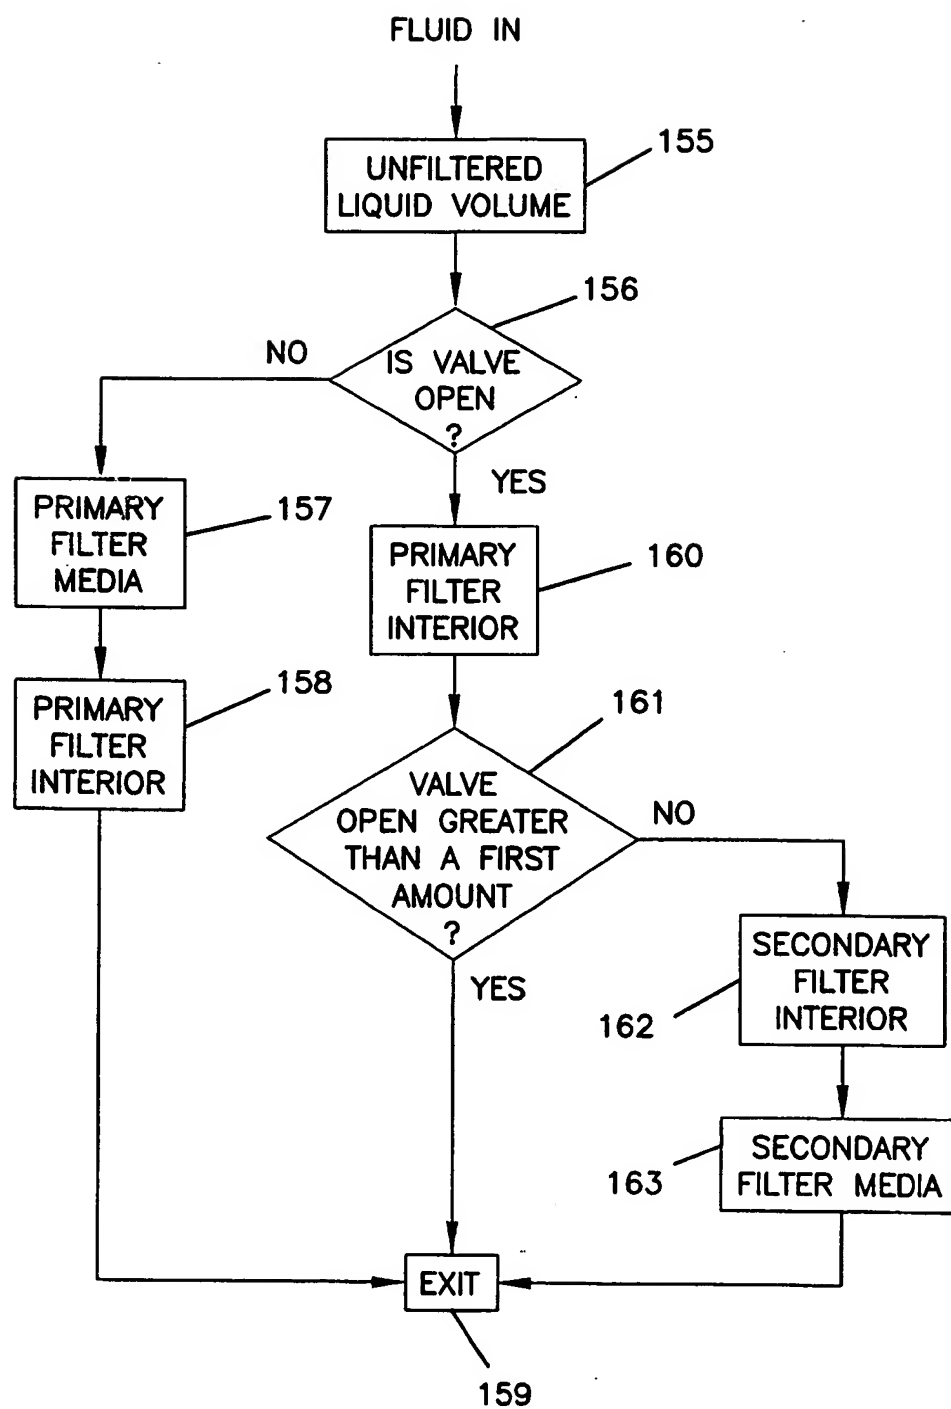 FLUID IN
155
UNFILTERED
LIQUID VOLUME
156
IS VALVE
OPEN
?
NO
YES
PRIMARY
FILTER
MEDIA
157
PRIMARY
FILTER
INTERIOR
158
PRIMARY
FILTER
INTERIOR
160
161
VALVE
OPEN GREATER
THAN A FIRST
AMOUNT
?
NO
YES
SECONDARY
FILTER
INTERIOR
162
SECONDARY
FILTER MEDIA
163
EXIT
159